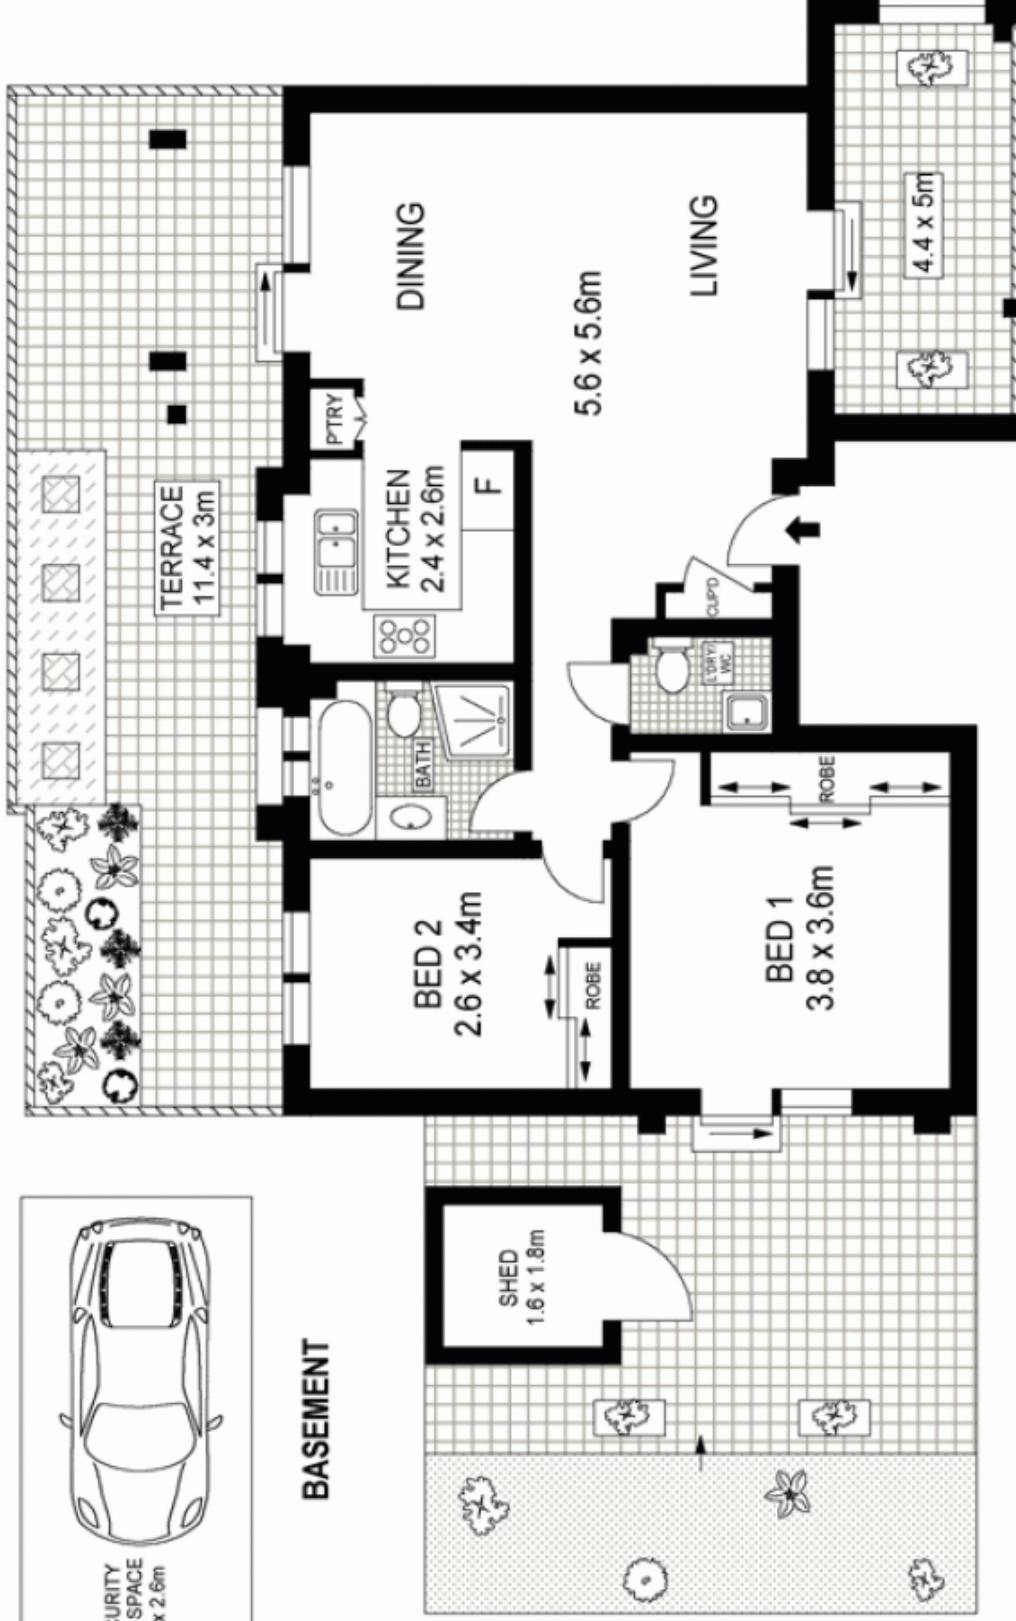 4.4 x 5m
LIVING
DINING
5.6 x 5.6m
PTRY
TERRACE
11.4 x 3m
KITCHEN
2.4 x 2.6m
F
CUP'D
L'DRY/
WC
BATH
ROBE
BED 1
3.8 x 3.6m
BED 2
2.6 x 3.4m
ROBE
SHED
1.6 x 1.8m
BASEMENT
URITY
SPACE
x 2.6m